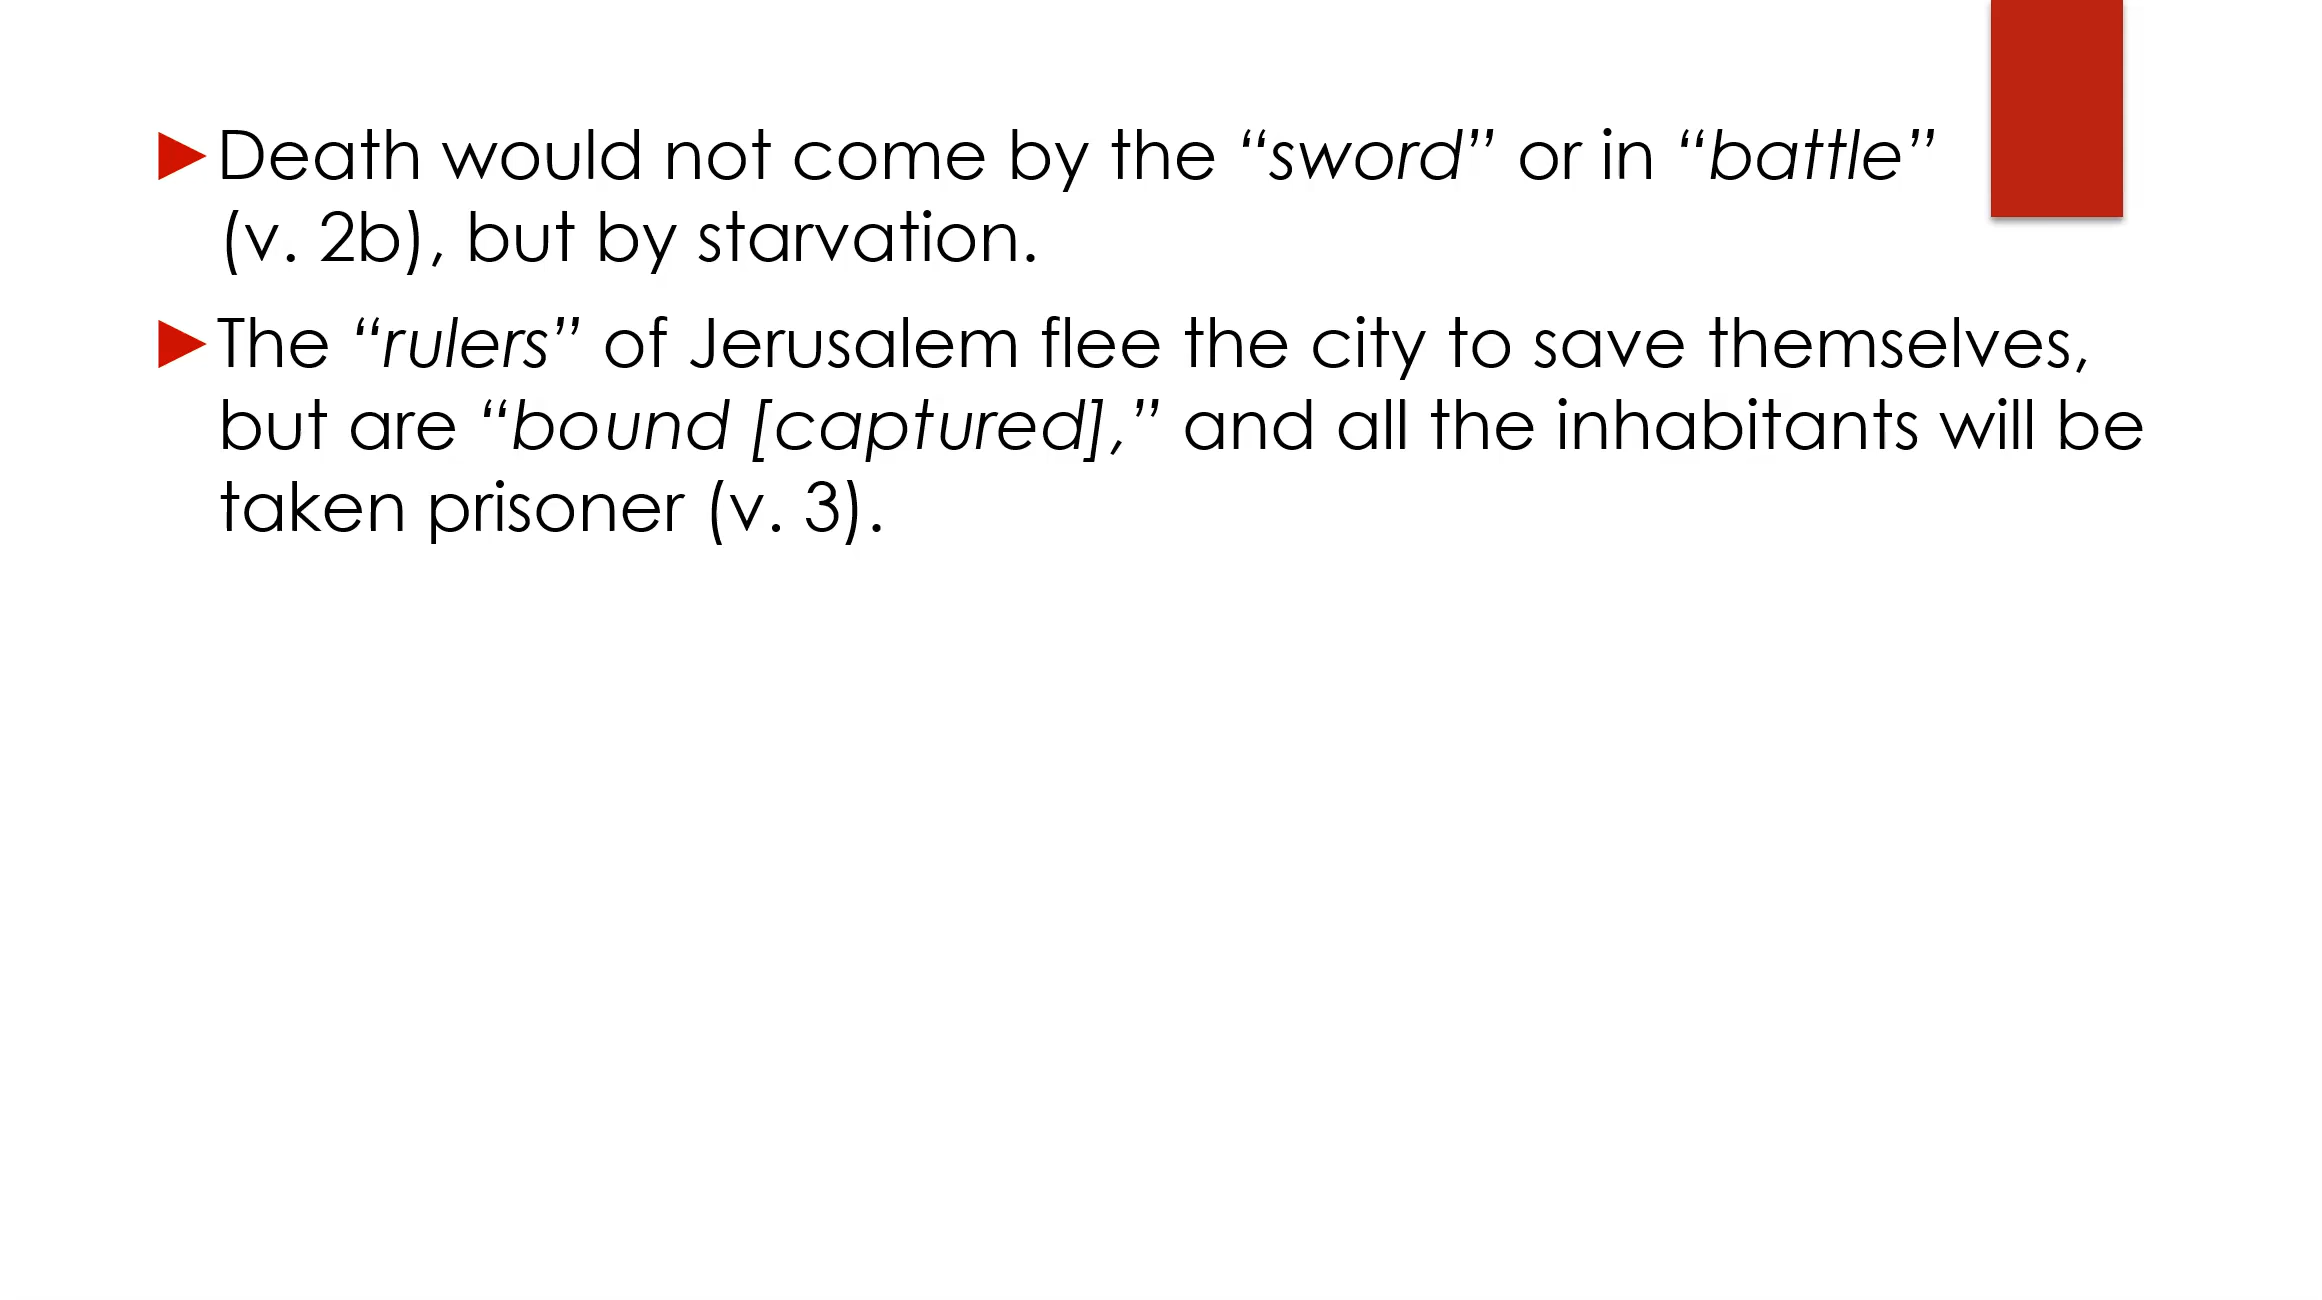 ►Death would not come by the “sword” or in “battle”
(v. 2b), but by starvation.
►The “rulers” of Jerusalem flee the city to save themselves,
but are “bound [captured],” and all the inhabitants will be
taken prisoner (v. 3).